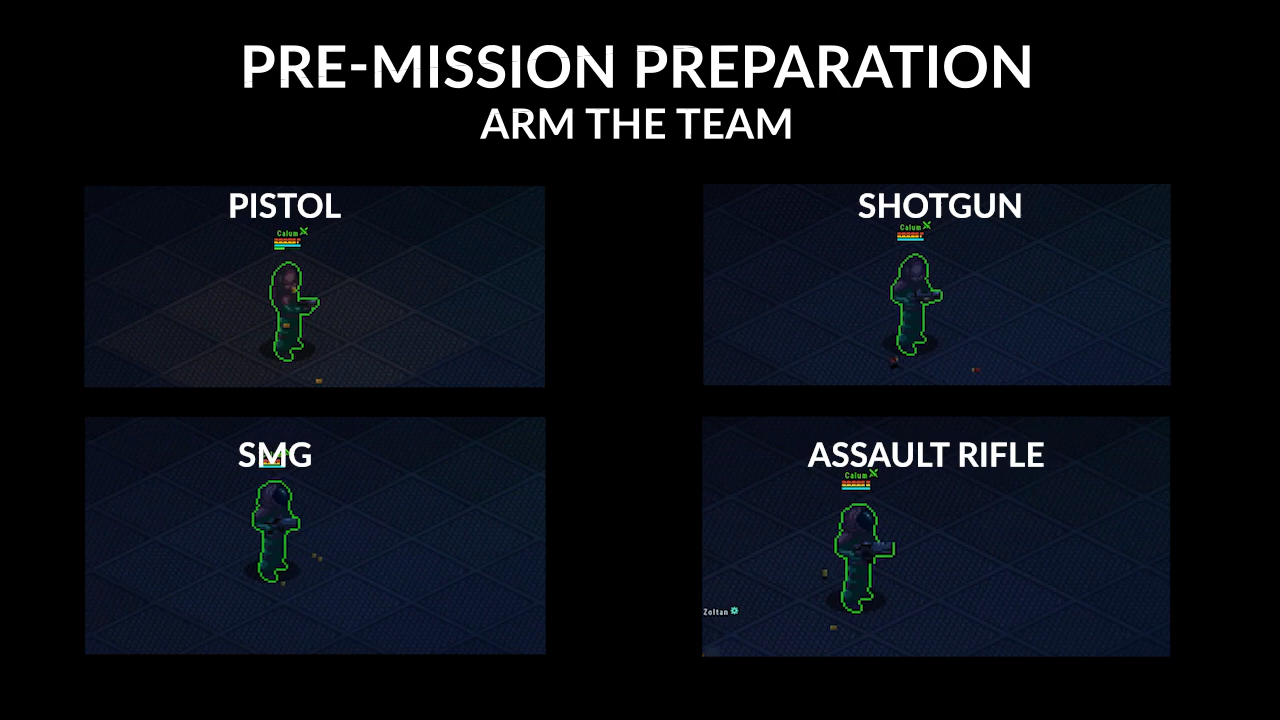 PRE-MISSION PREPARATION
ARM THE TEAM
PISTOL
Calum
SHOTGUN
Calum
SMG
ASSAULT RIFLE
Calum
Zoltan